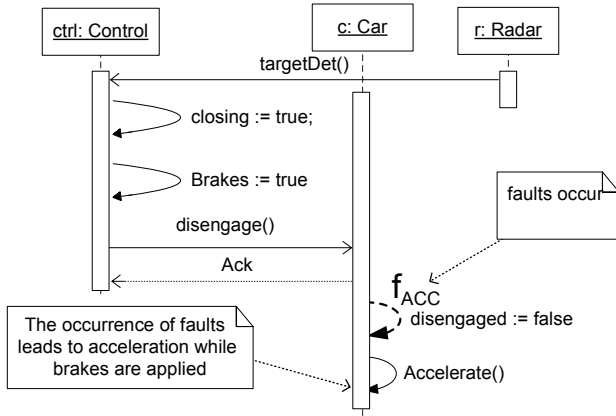 ctrl: Control
c: Car
r: Radar
targetDet()
closing := true;
Brakes := true
faults occur
disengage()
Ack
fACC
disengaged := false
The occurrence of faults
leads to acceleration while
brakes are applied
Accelerate()